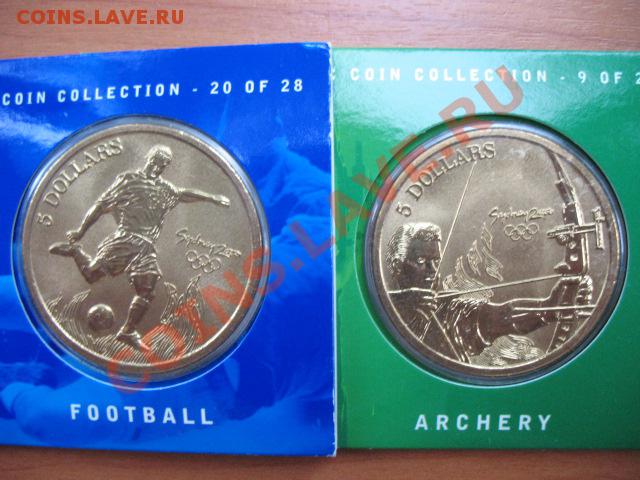 COINS.LAVE.RU
COIN COLLECTION - 20 OF 28
5 DOLLARS
Sydney 2000
FOOTBALL
COIN COLLECTION - 9 OF 2
5 DOLLARS
Sydney 2000
ARCHERY
COINS.LAVE.RU